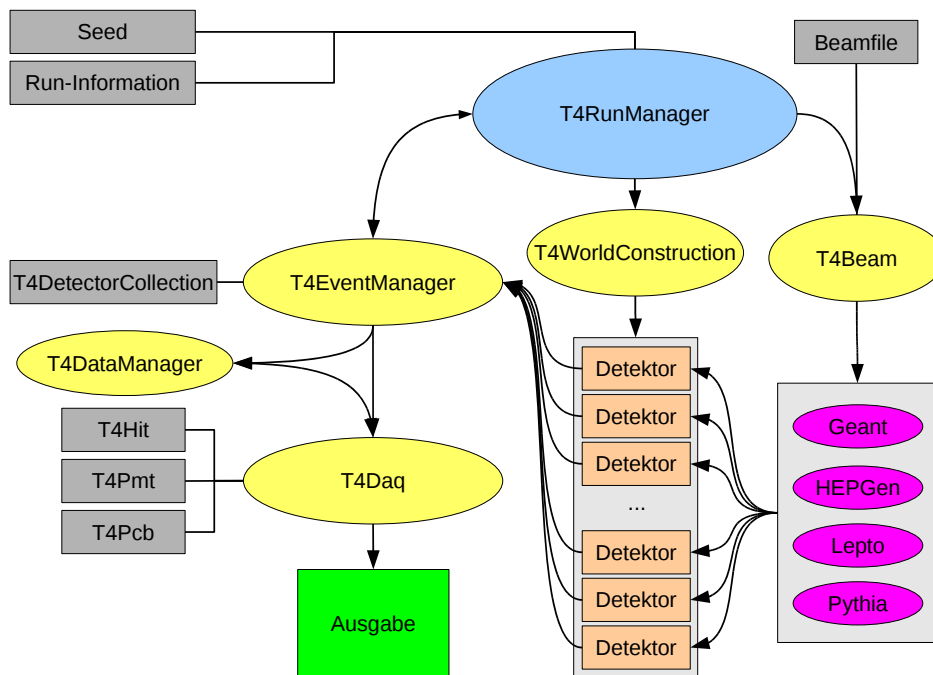 Seed
Beamfile
Run-Information
T4RunManager
T4WorldConstruction
T4Beam
T4DetectorCollection
T4EventManager
T4DataManager
Detektor
Detektor
Detektor
...
Detektor
Detektor
Detektor
Geant
HEPGen
Lepto
Pythia
T4Hit
T4Pmt
T4Pcb
T4Daq
Ausgabe